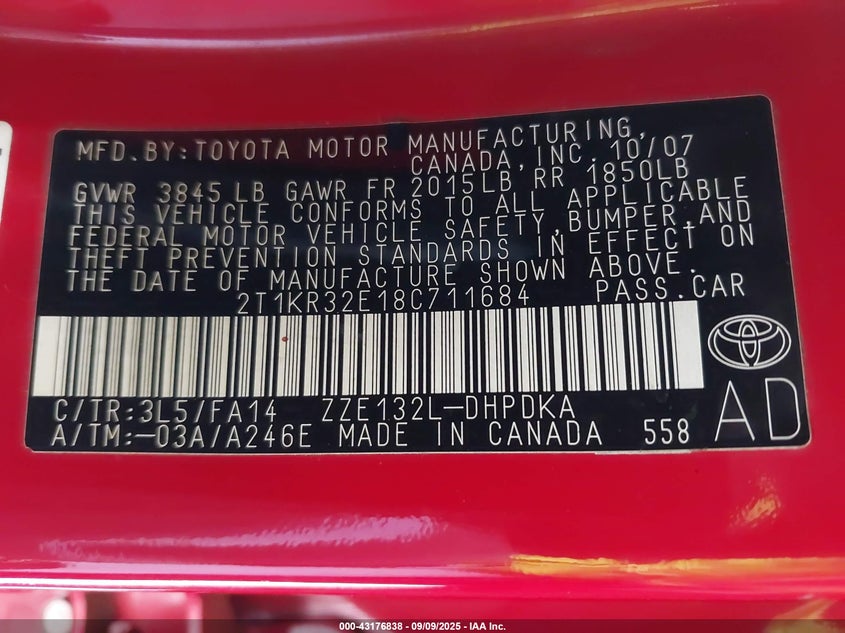 MFD.BY:TOYOTA MOTOR MANUFACTURING,
CANADA,INC. 10/07
GVWR 3845 LB GAWR FR 2015LB RR 1850LB
THIS VEHICLE CONFORMS TO ALL APPLICABLE
FEDERAL MOTOR VEHICLE SAFETY,BUMPER,AND
THEFT PREVENTION STANDARDS IN EFFECT ON
THE DATE OF MANUFACTURE SHOWN ABOVE.
2T1KR32E18C711684 PASS.CAR
C/TR:3L5/FA14 ZZE132L-DHPDKA
A/TM:-03A/A246E MADE IN CANADA 558
AD
000-43176838 - 09/09/2025 - IAA Inc.